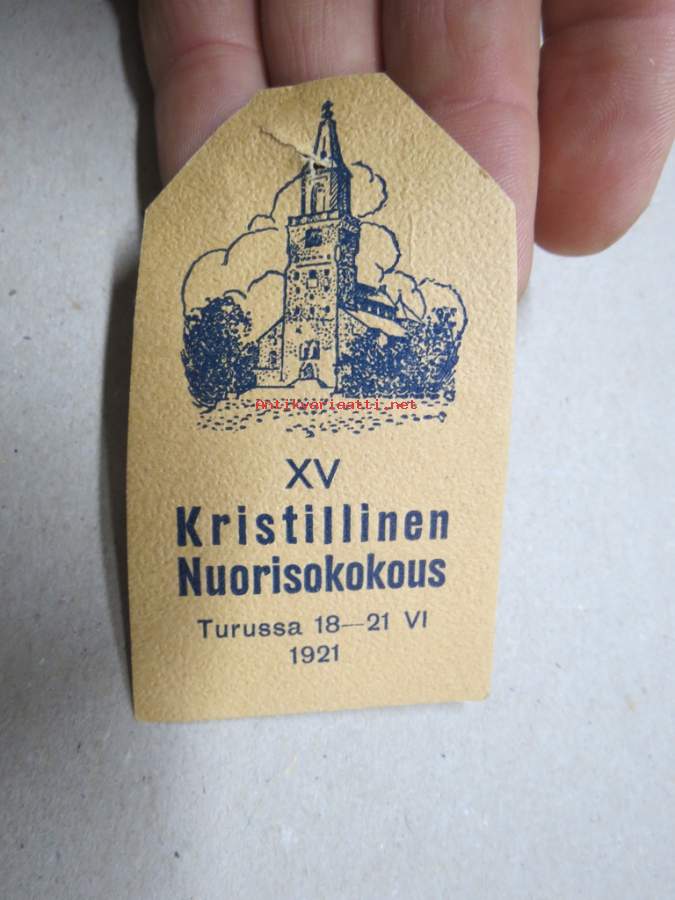 Antikvariaatti.net
XV
Kristillinen
Nuorisokokous
Turussa 18—21 VI
1921